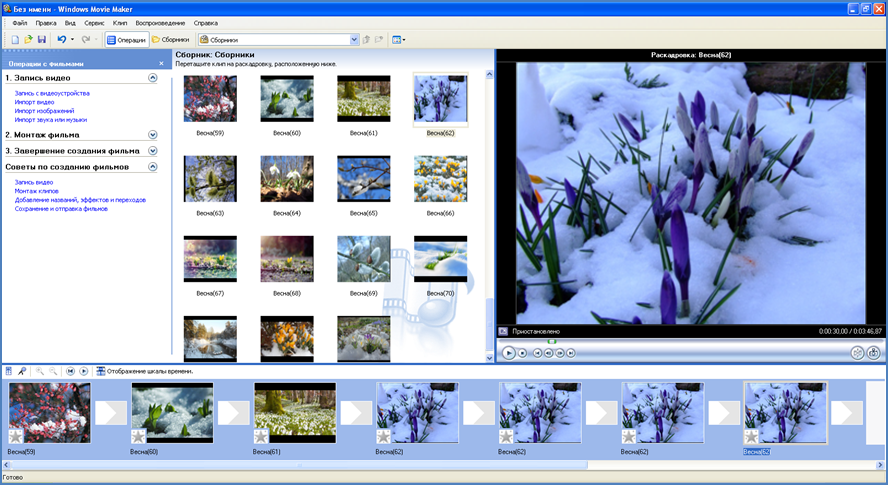 Без имени - Windows Movie Maker
Файл Правка Вид Сервис Клип Воспроизведение Справка
Операции Сборники Сборники
Операции с фильмами
1. Запись видео
Запись с видеоустройства
Импорт видео
Импорт изображений
Импорт звука или музыки
2. Монтаж фильма
3. Завершение создания фильма
Советы по созданию фильмов
Запись видео
Монтаж клипов
Добавление названий, эффектов и переходов
Сохранение и отправка фильмов
Сборник: Сборники
Перетащите клип на раскадровку, расположенную ниже.
Весна(59) Весна(60) Весна(61) Весна(62)
Весна(63) Весна(64) Весна(65) Весна(66)
Весна(67) Весна(68) Весна(69) Весна(70)
Раскадровка: Весна(62)
Приостановлено 0:00:30,00 / 0:03:46,87
Отображение шкалы времени.
Весна(59) Весна(60) Весна(61) Весна(62) Весна(62) Весна(62) Весна(62
Готово